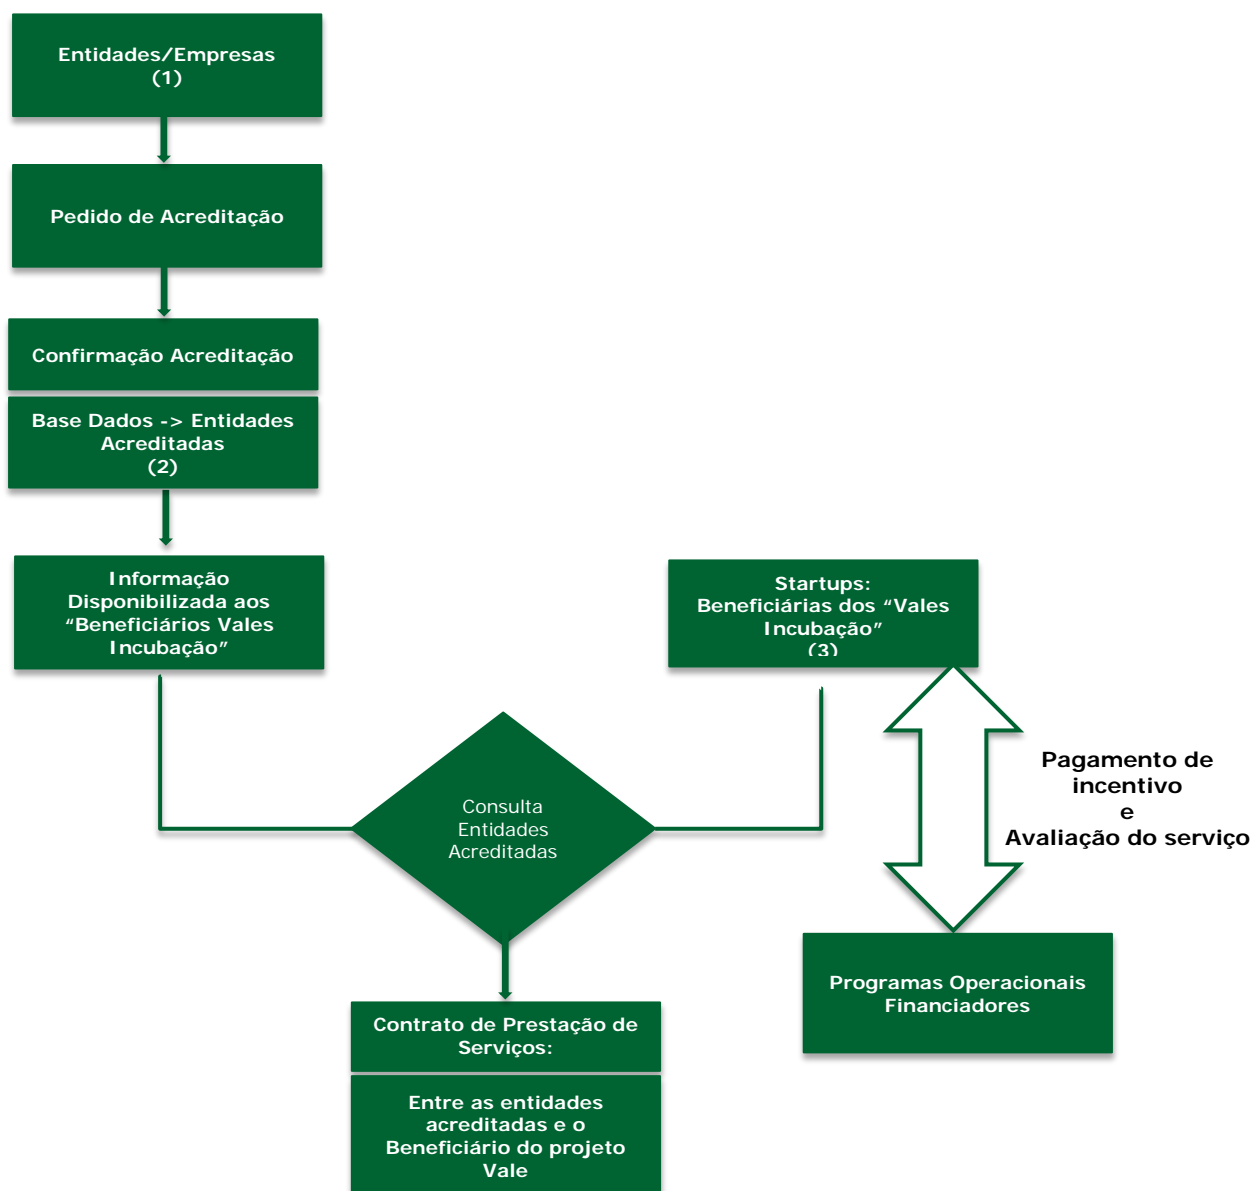 Entidades/Empresas
(1)
Pedido de Acreditação
Confirmação Acreditação
Base Dados -> Entidades
Acreditadas
(2)
Informação
Disponibilizada aos
“Beneficiários Vales
Incubação”
Startups:
Beneficiárias dos “Vales
Incubação”
(3)
Consulta
Entidades
Acreditadas
Pagamento de
incentivo
e
Avaliação do serviço
Programas Operacionais
Financiadores
Contrato de Prestação de
Serviços:
Entre as entidades
acreditadas e o
Beneficiário do projeto
Vale